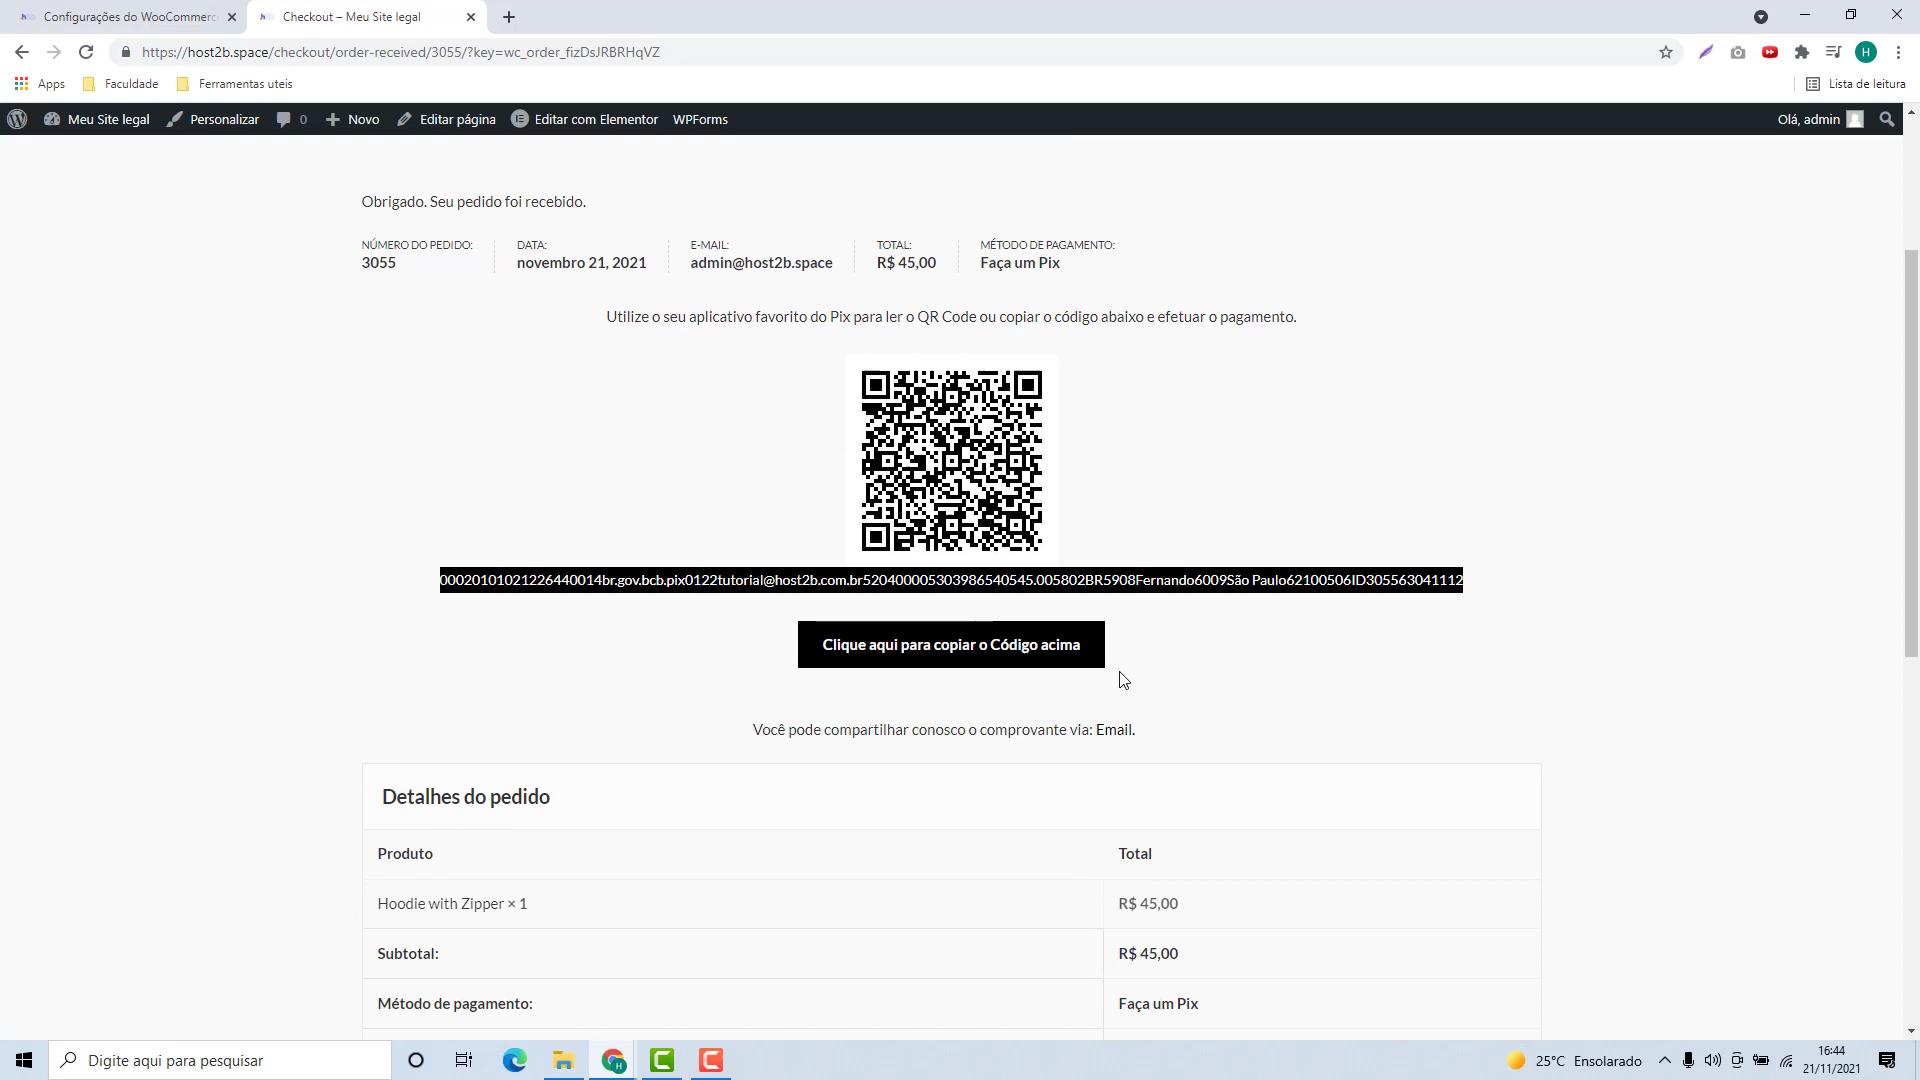 Configurações do WooCommerc
Checkout – Meu Site legal
https://host2b.space/checkout/order-received/3055/?key=wc_order_fizDsJRBRHqVZ
H
Apps
Faculdade
Ferramentas uteis
Lista de leitura
Meu Site legal
Personalizar
0
Novo
Editar página
Editar com Elementor
WPForms
Olá, admin
Obrigado. Seu pedido foi recebido.
NÚMERO DO PEDIDO:
3055
DATA:
novembro 21, 2021
E-MAIL:
admin@host2b.space
TOTAL:
R$ 45,00
MÉTODO DE PAGAMENTO:
Faça um Pix
Utilize o seu aplicativo favorito do Pix para ler o QR Code ou copiar o código abaixo e efetuar o pagamento.
00020101021226440014br.gov.bcb.pix0122tutorial@host2b.com.br520400005303986540545.005802BR5908Fernando6009São Paulo62100506ID305563041112
Clique aqui para copiar o Código acima
Você pode compartilhar conosco o comprovante via: Email.
Detalhes do pedido
Produto
Total
Hoodie with Zipper × 1
R$ 45,00
Subtotal:
R$ 45,00
Método de pagamento:
Faça um Pix
Digite aqui para pesquisar
25°C Ensolarado
16:44
21/11/2021